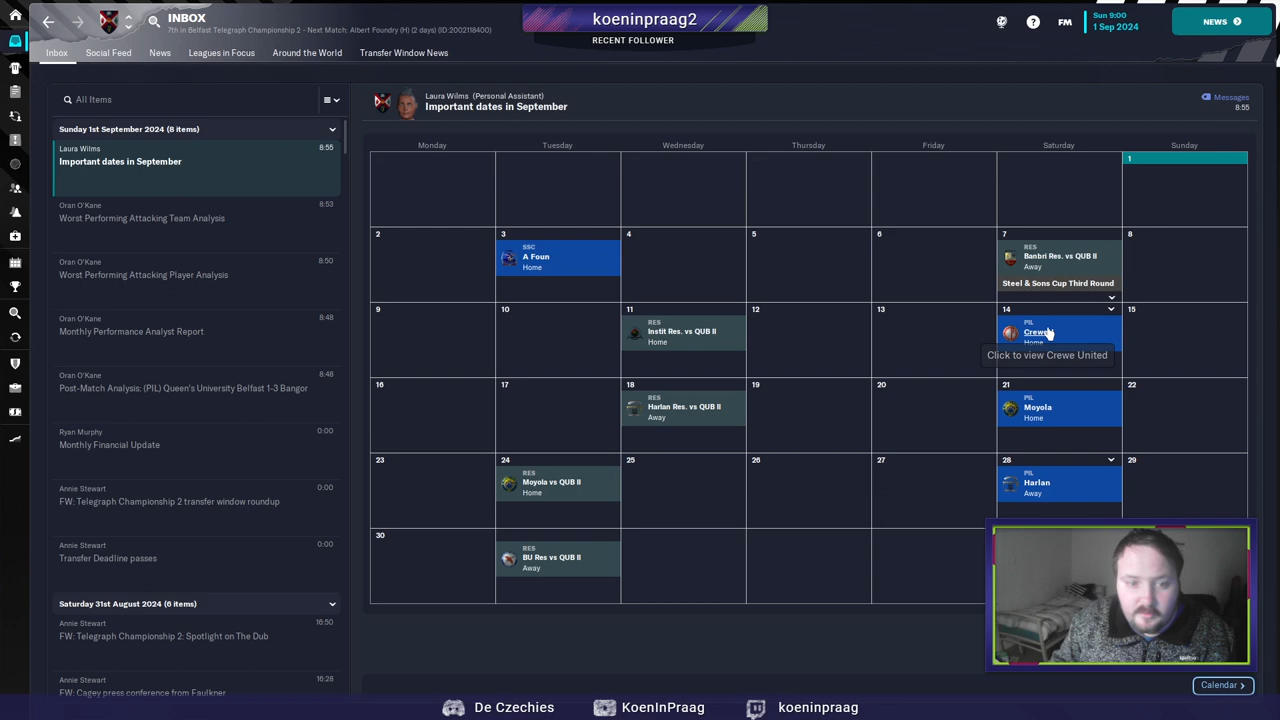 INBOX
7th in Belfast Telegraph Championship 2 - Next Match: Albert Foundry (H) (2 days) (ID:2002118400)
koeninpraag2
RECENT FOLLOWER
FM
Sun 9:00
1 Sep 2024
NEWS
Inbox
Social Feed
News
Leagues in Focus
Around the World
Transfer Window News
All Items
Sunday 1st September 2024 (8 items)
Laura Wilms
8:55
Important dates in September
Oran O'Kane
8:53
Worst Performing Attacking Team Analysis
Oran O'Kane
8:50
Worst Performing Attacking Player Analysis
Oran O'Kane
8:48
Monthly Performance Analyst Report
Oran O'Kane
8:48
Post-Match Analysis: (PIL) Queen's University Belfast 1-3 Bangor
Ryan Murphy
0:00
Monthly Financial Update
Annie Stewart
0:00
FW: Telegraph Championship 2 transfer window roundup
Annie Stewart
0:00
Transfer Deadline passes
Saturday 31st August 2024 (6 items)
Annie Stewart
16:50
FW: Telegraph Championship 2: Spotlight on The Dub
Annie Stewart
16:28
FW: Cagey press conference from Faulkner
Laura Wilms (Personal Assistant)
Important dates in September
Messages
8:55
Monday
Tuesday
Wednesday
Thursday
Friday
Saturday
Sunday
1
2
3
SSC
A Foun
Home
4
5
6
7
RES
Banbri Res. vs QUB II
Away
Steel & Sons Cup Third Round
8
9
10
11
RES
Instit Res. vs QUB II
Home
12
13
14
PIL
Crewe
Home
Click to view Crewe United
15
16
17
18
RES
Harlan Res. vs QUB II
Away
19
20
21
PIL
Moyola
Home
22
23
24
RES
Moyola vs QUB II
Home
25
26
27
28
PIL
Harlan
Away
29
30
RES
BU Res vs QUB II
Away
Calendar
De Czechies
KoenInPraag
koeninpraag